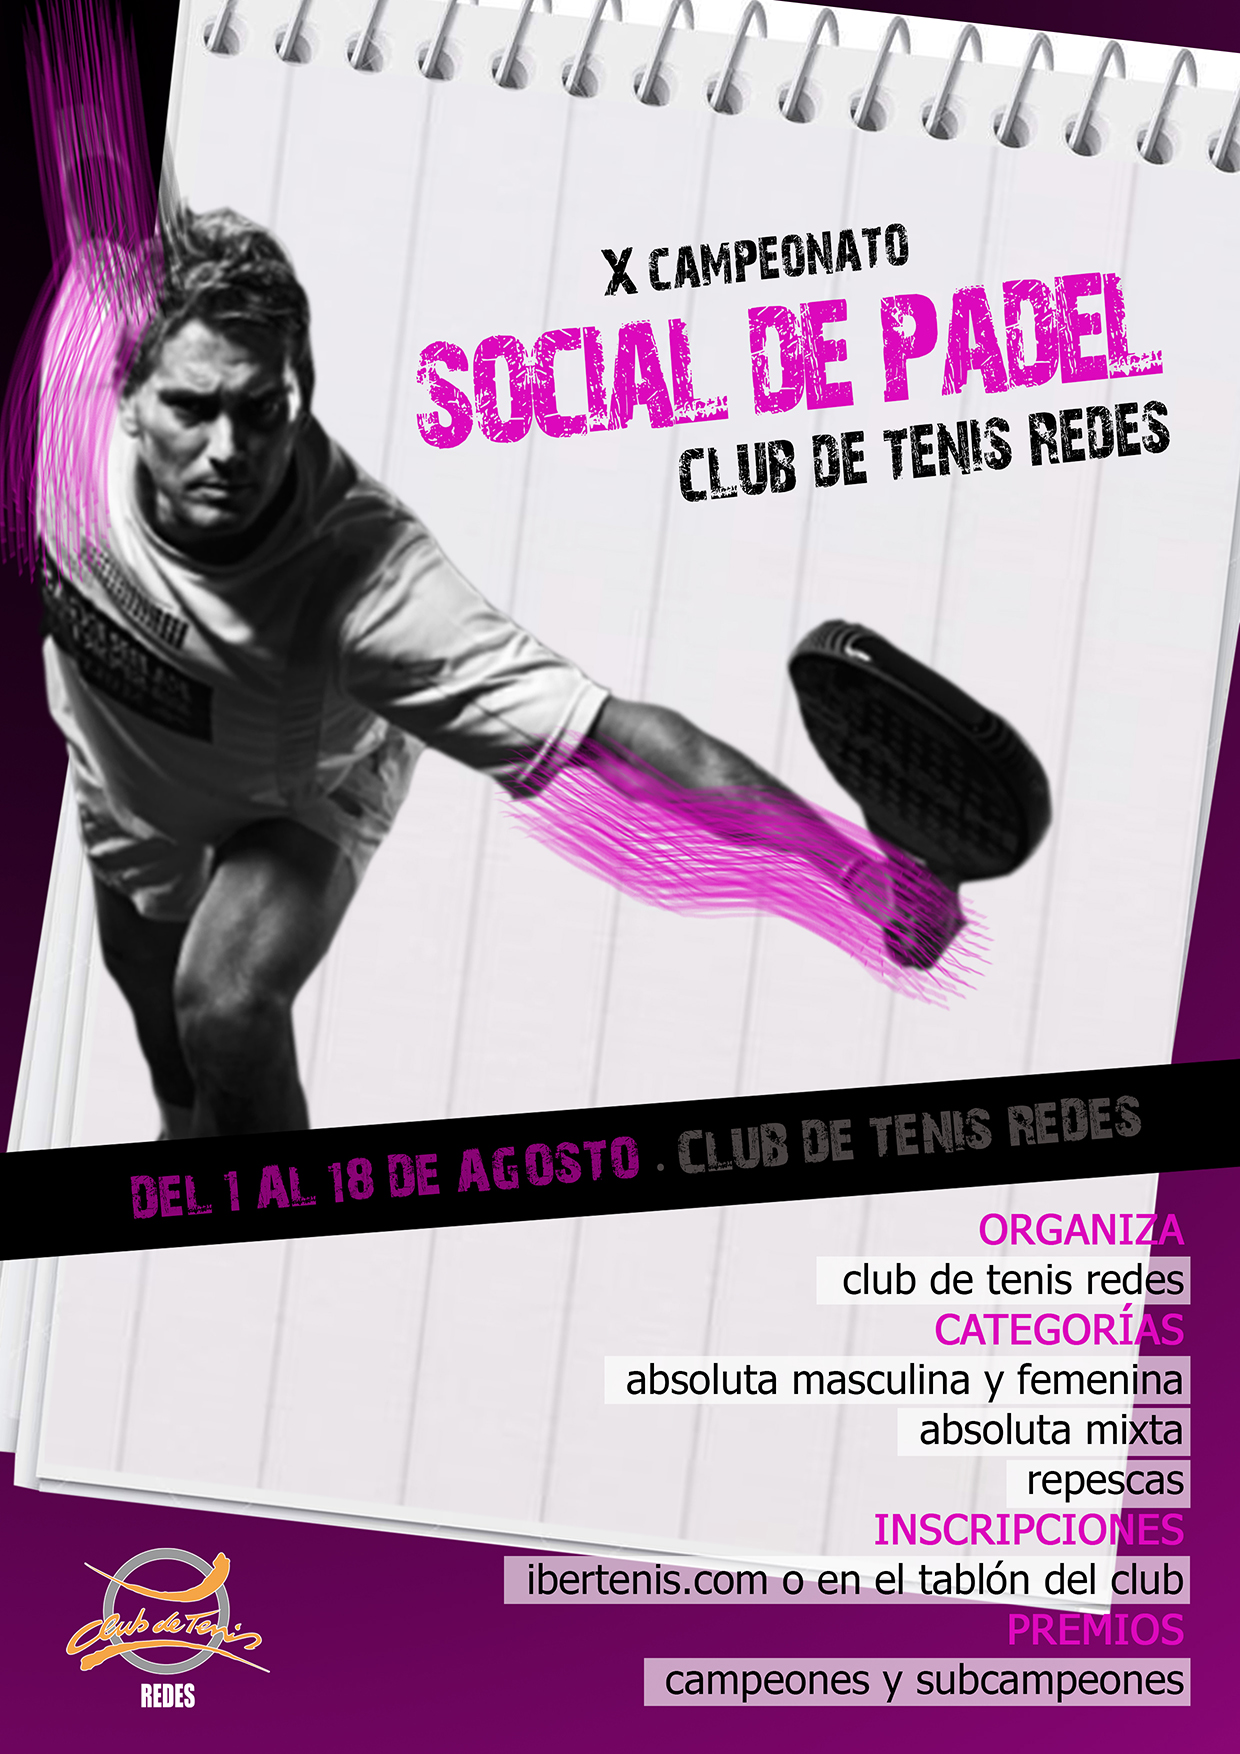 X CAMPEONATO
SOCIAL DE PADEL
CLUB DE TENIS REDES
DEL 1 AL 18 DE AGOSTO . CLUB DE TENIS REDES
ORGANIZA
club de tenis redes
CATEGORÍAS
absoluta masculina y femenina
absoluta mixta
repescas
INSCRIPCIONES
ibertenis.com o en el tablón del club
PREMIOS
campeones y subcampeones
Club de Tenis
REDES